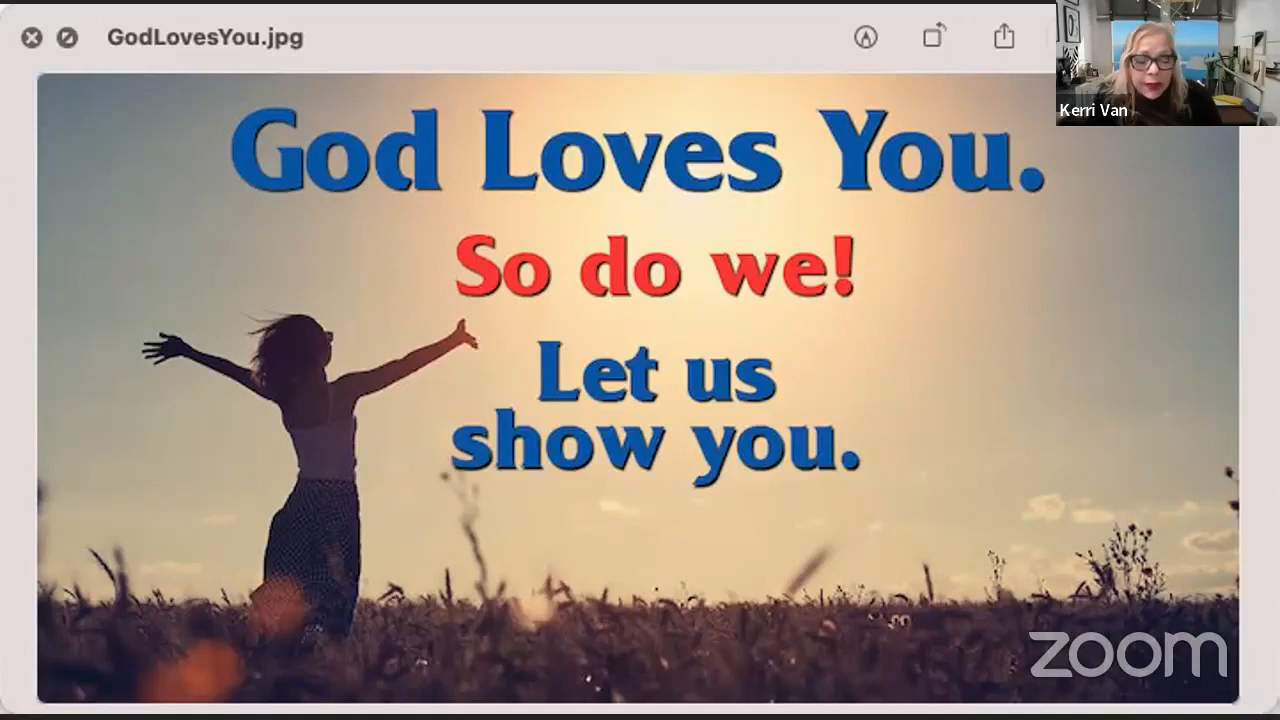 GodLovesYou.jpg
Kerri Van
God Loves You.
So do we!
Let us
show you.
zoom